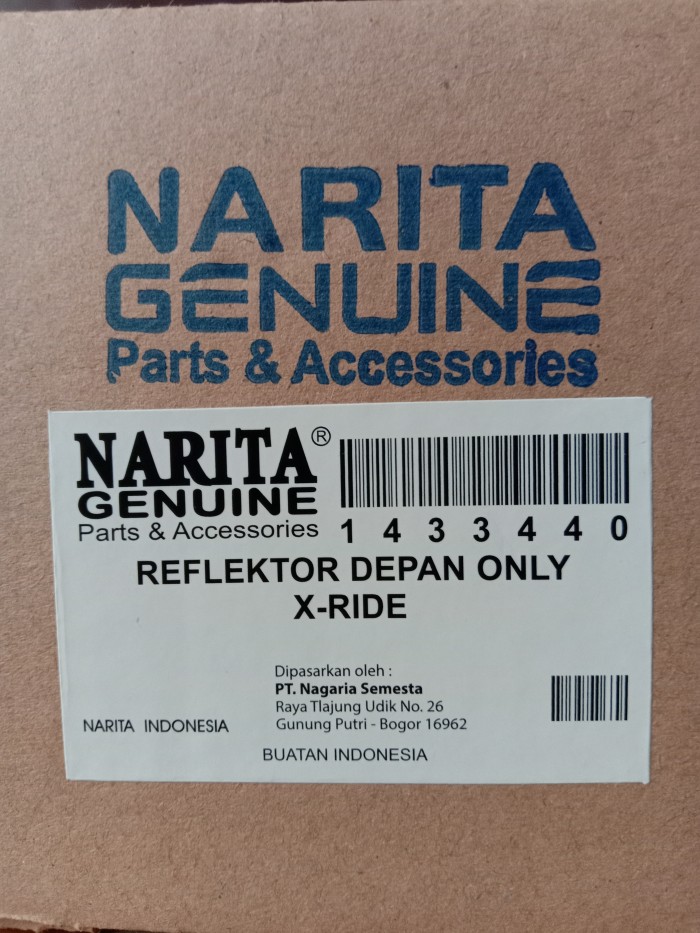 NARITA
GENUINE
Parts & Accessories
NARITA®
GENUINE
Parts & Accessories
1 4 3 3 4 4 0
REFLEKTOR DEPAN ONLY
X-RIDE
Dipasarkan oleh :
PT. Nagaria Semesta
Raya Tlajung Udik No. 26
Gunung Putri - Bogor 16962
NARITA INDONESIA
BUATAN INDONESIA